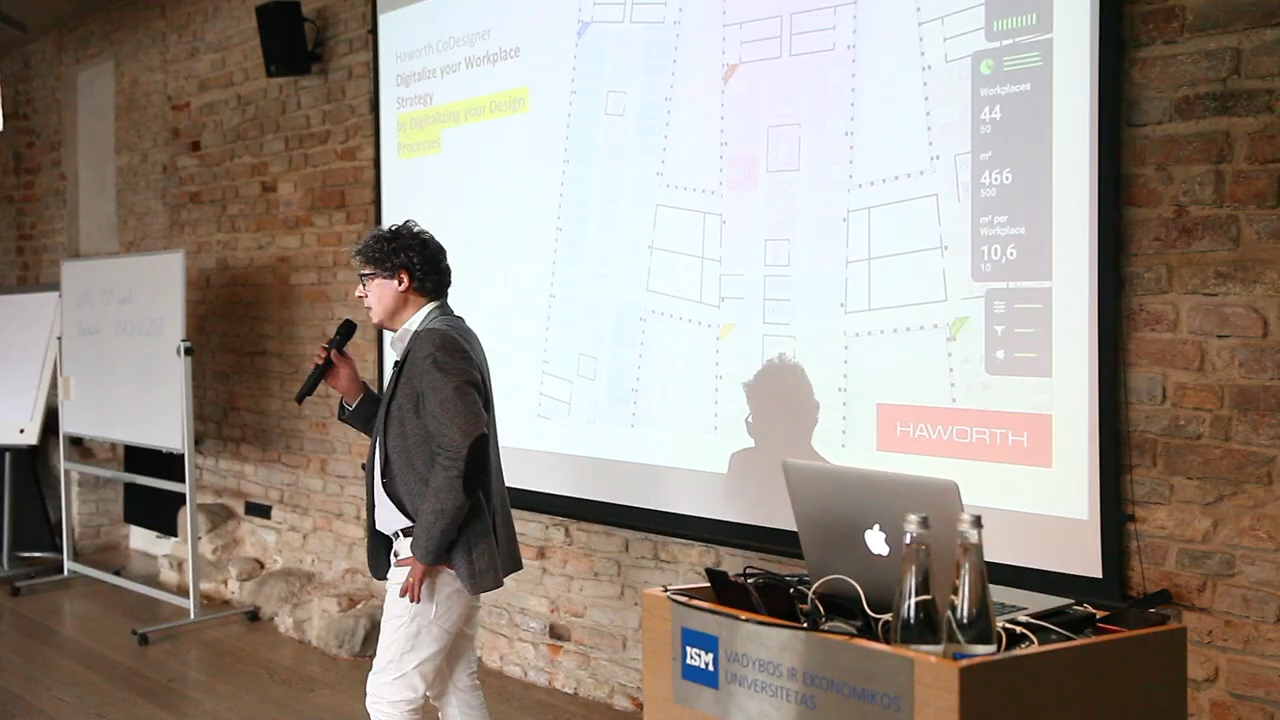 Haworth CoDesigner
Digitalize your Workplace
Strategy
by Digitalizing your Design
Processes
Workplaces
44
50
m²
466
500
m² per
Workplace
10,6
10
HAWORTH
ISM
VADYBOS IR EKONOMIKOS
UNIVERSITETAS